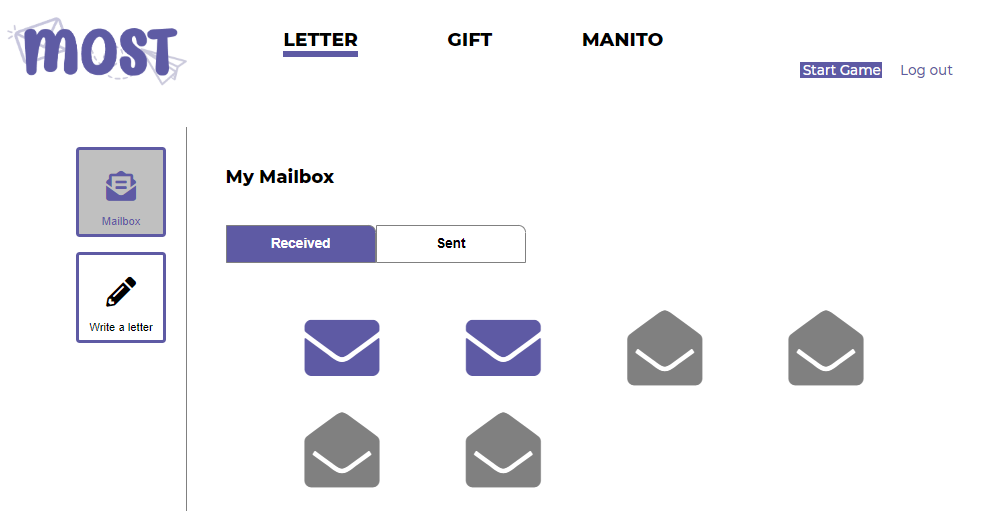 MOST
LETTER GIFT MANITO
Start Game Log out
My Mailbox
Mailbox
Received Sent
Write a letter